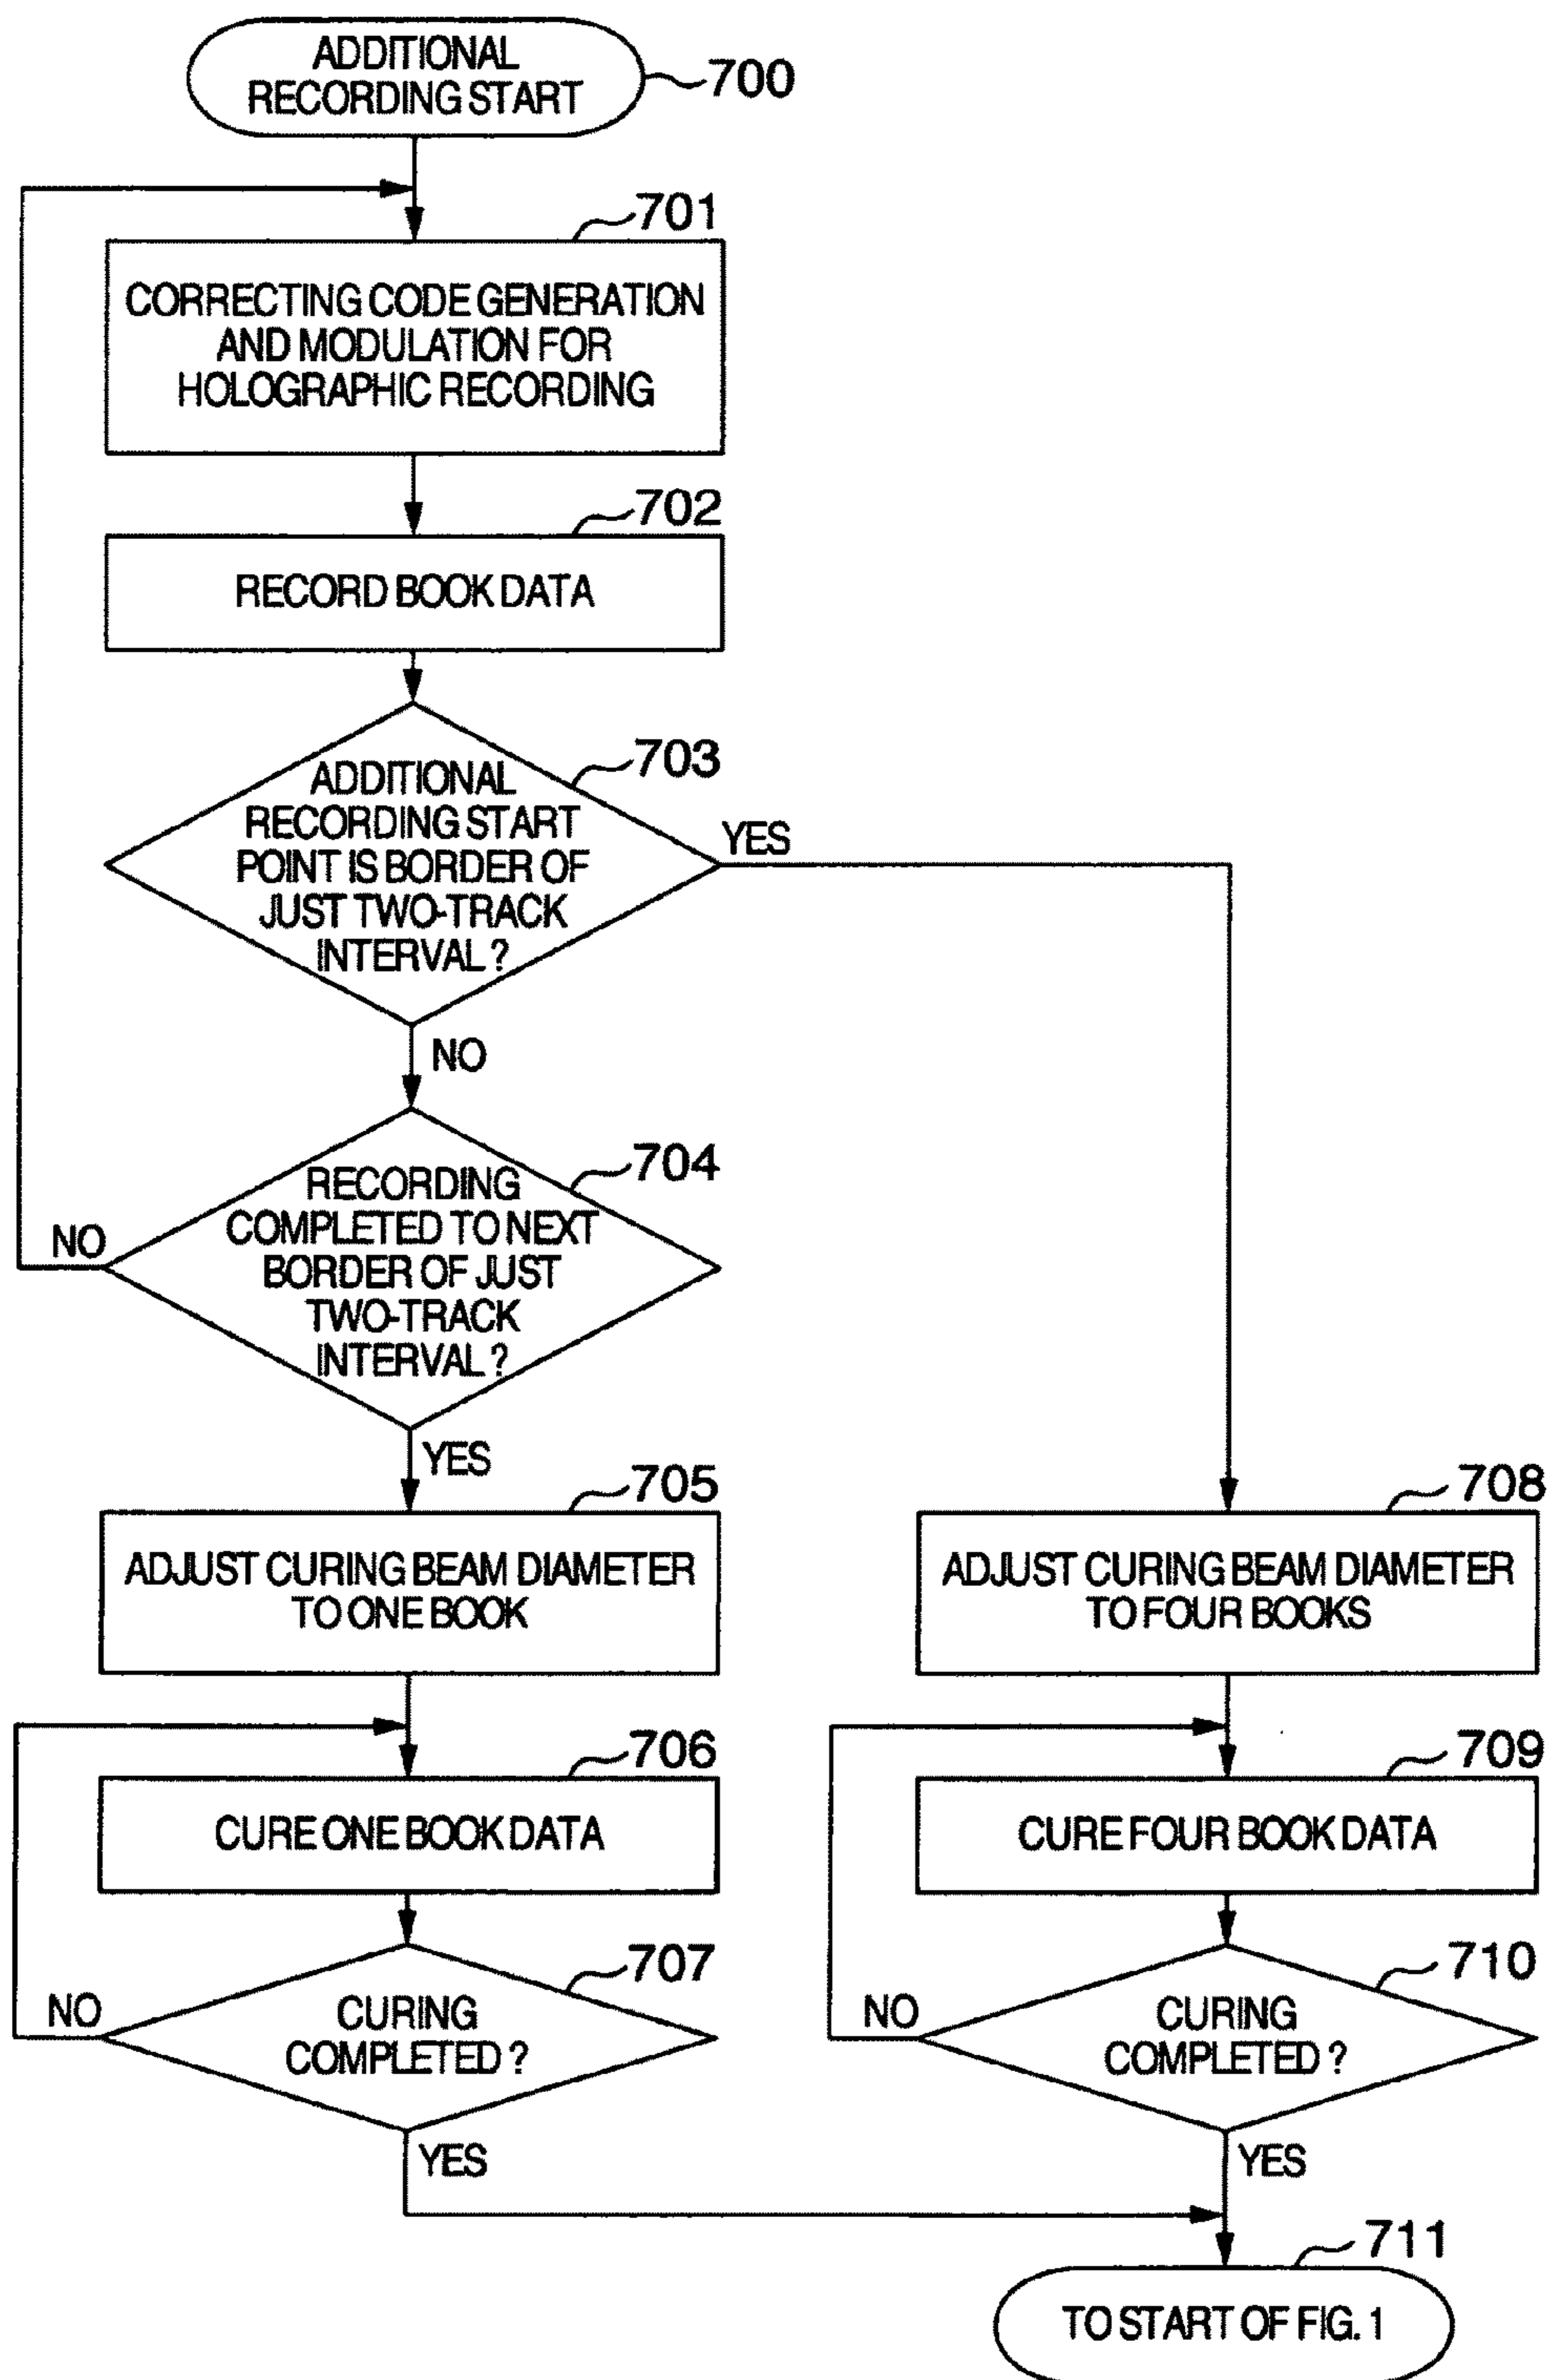 ADDITIONAL
RECORDING START
700
701
CORRECTING CODE GENERATION
AND MODULATION FOR
HOLOGRAPHIC RECORDING
702
RECORD BOOK DATA
703
ADDITIONAL
RECORDING START
POINT IS BORDER OF
JUST TWO-TRACK
INTERVAL?
YES
NO
704
RECORDING
COMPLETED TO NEXT
BORDER OF JUST
TWO-TRACK
INTERVAL?
NO
YES
705
ADJUST CURING BEAM DIAMETER
TO ONE BOOK
708
ADJUST CURING BEAM DIAMETER
TO FOUR BOOKS
706
CURE ONE BOOK DATA
709
CURE FOUR BOOK DATA
707
CURING
COMPLETED?
NO
YES
710
CURING
COMPLETED?
NO
YES
711
TO START OF FIG. 1